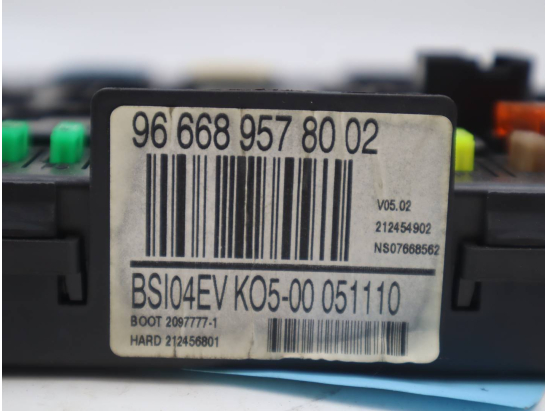 96 668 957 80 02
V05.02
212454902
NS07668562
BSI04EV KO5-00 051110
BOOT 2097777-1
HARD 212456801